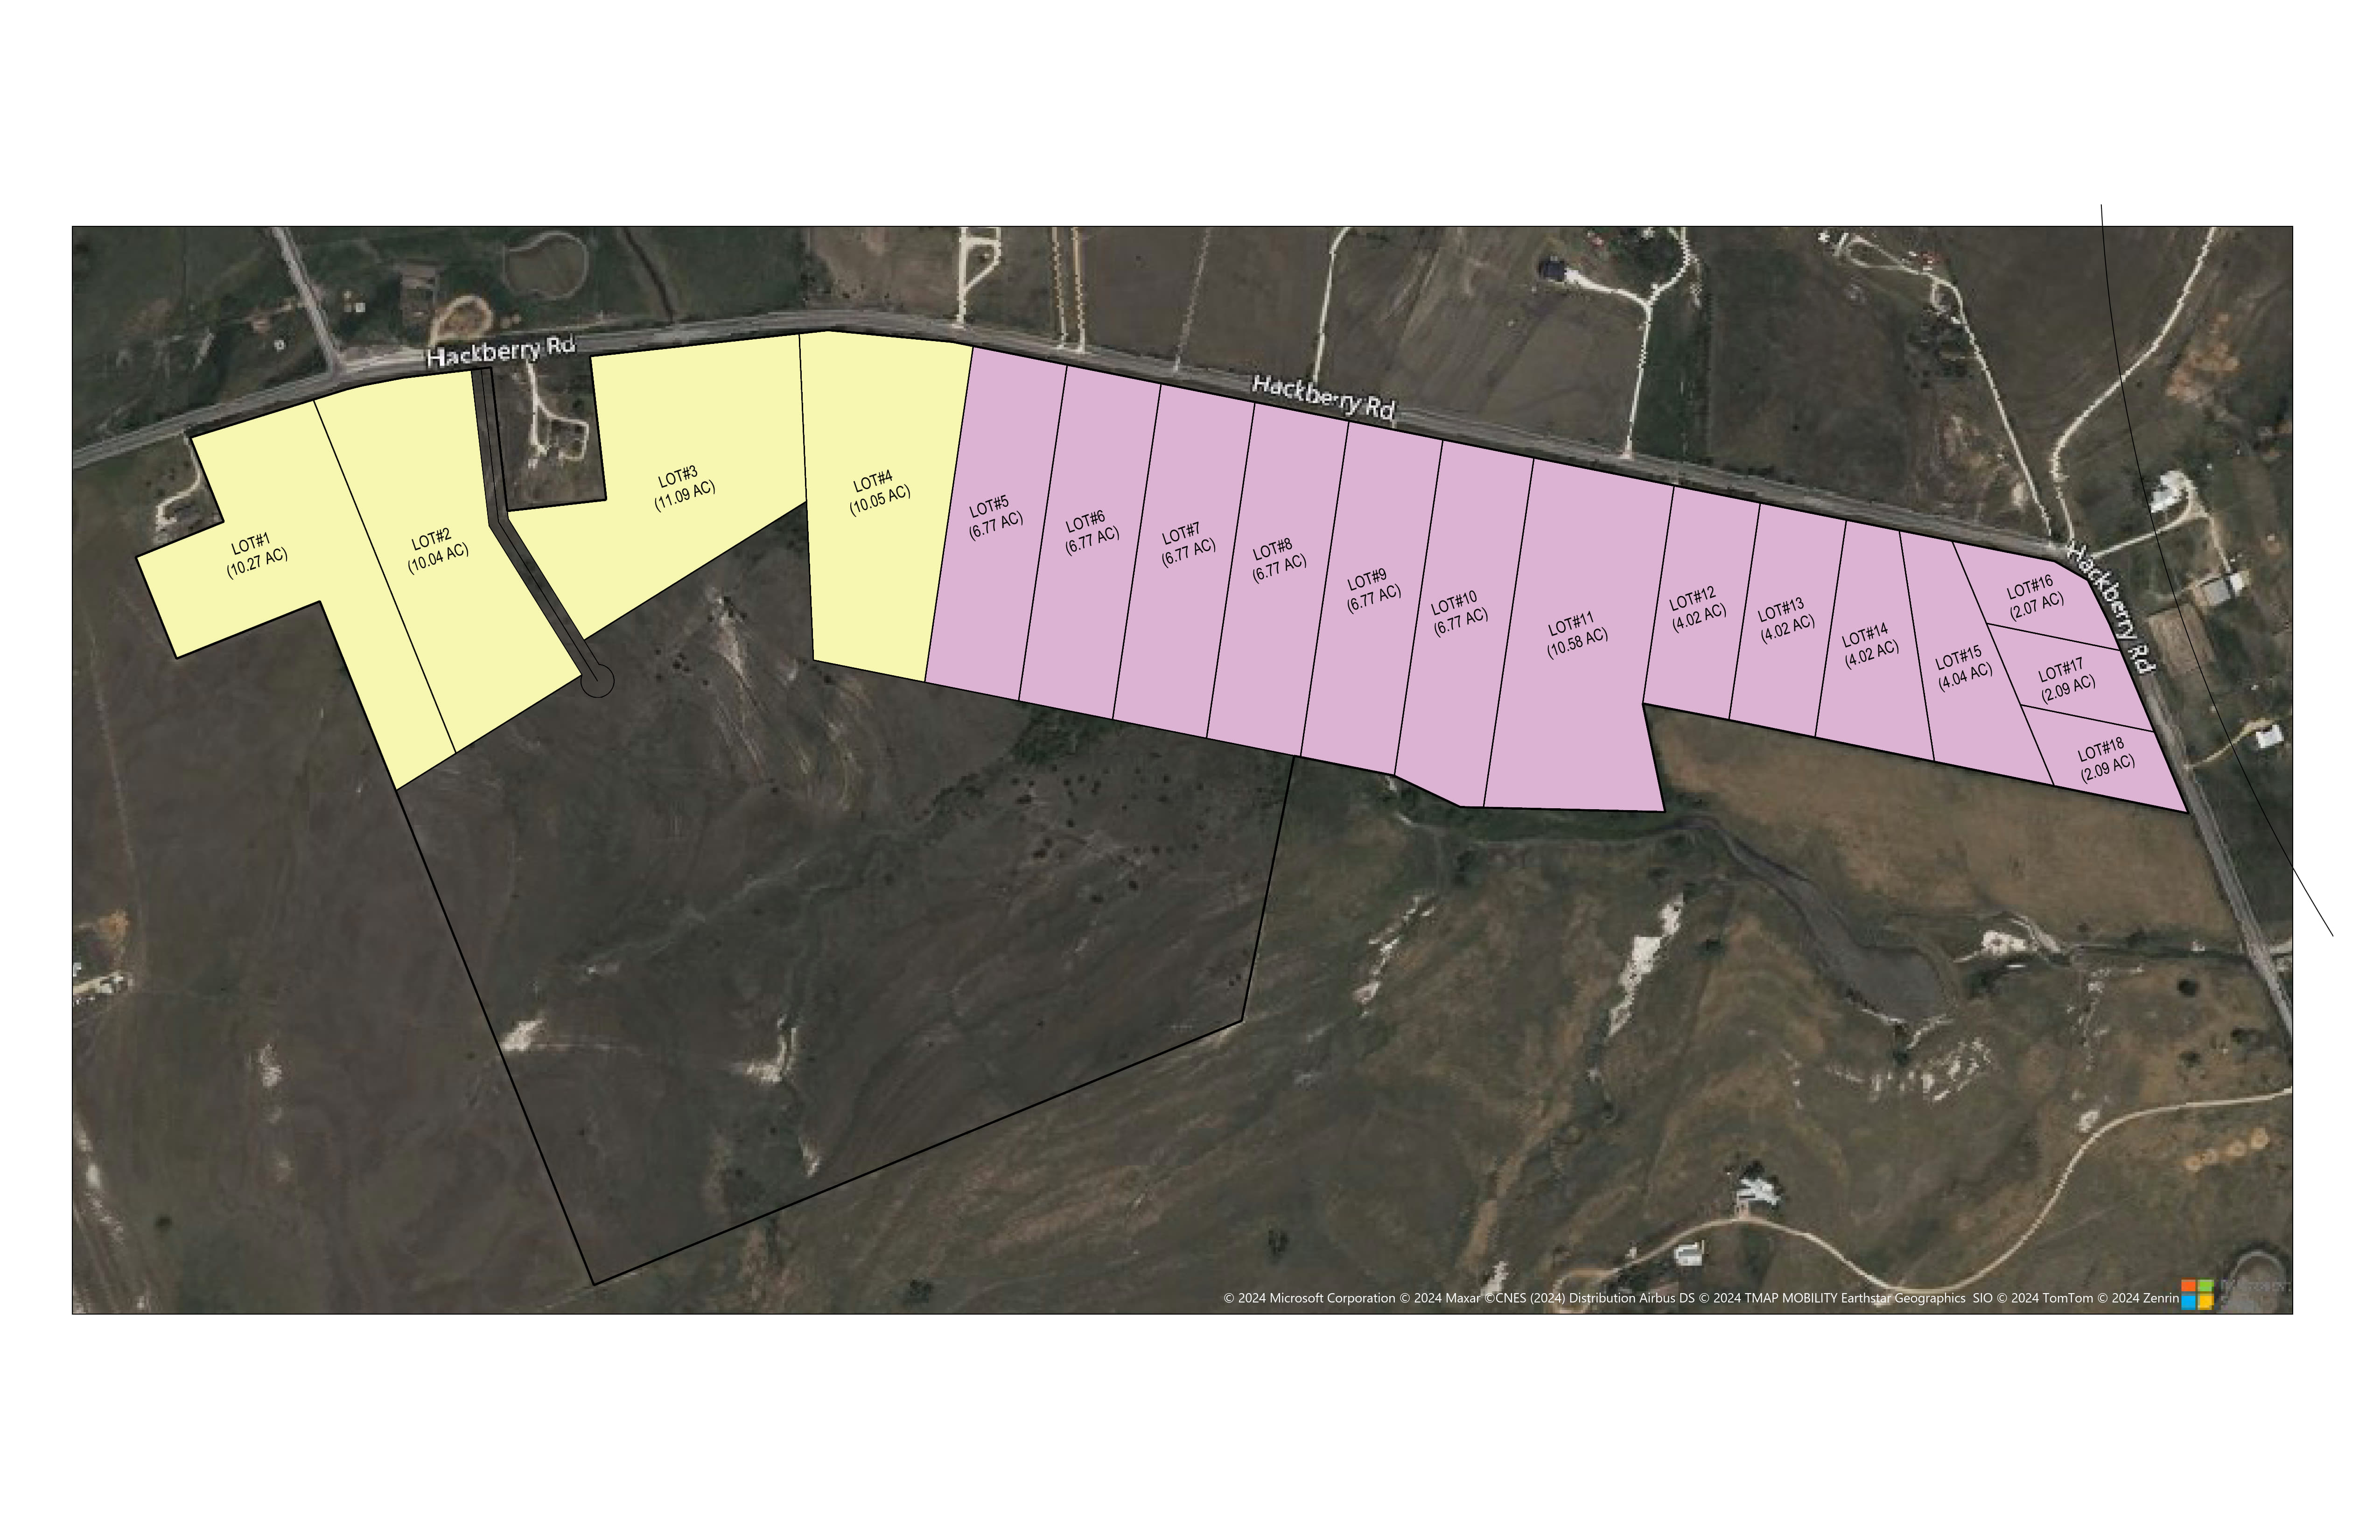 Hackberry Rd
Hackberry Rd
Hackberry Rd
LOT#1
(10.27 AC)
LOT#2
(10.04 AC)
LOT#3
(11.09 AC)
LOT#4
(10.05 AC)
LOT#5
(6.77 AC)
LOT#6
(6.77 AC)
LOT#7
(6.77 AC)
LOT#8
(6.77 AC)
LOT#9
(6.77 AC)
LOT#10
(6.77 AC)
LOT#11
(10.58 AC)
LOT#12
(4.02 AC)
LOT#13
(4.02 AC)
LOT#14
(4.02 AC)
LOT#15
(4.04 AC)
LOT#16
(2.07 AC)
LOT#17
(2.09 AC)
LOT#18
(2.09 AC)
© 2024 Microsoft Corporation © 2024 Maxar ©CNES (2024) Distribution Airbus DS © 2024 TMAP MOBILITY Earthstar Geographics SIO © 2024 TomTom © 2024 Zenrin